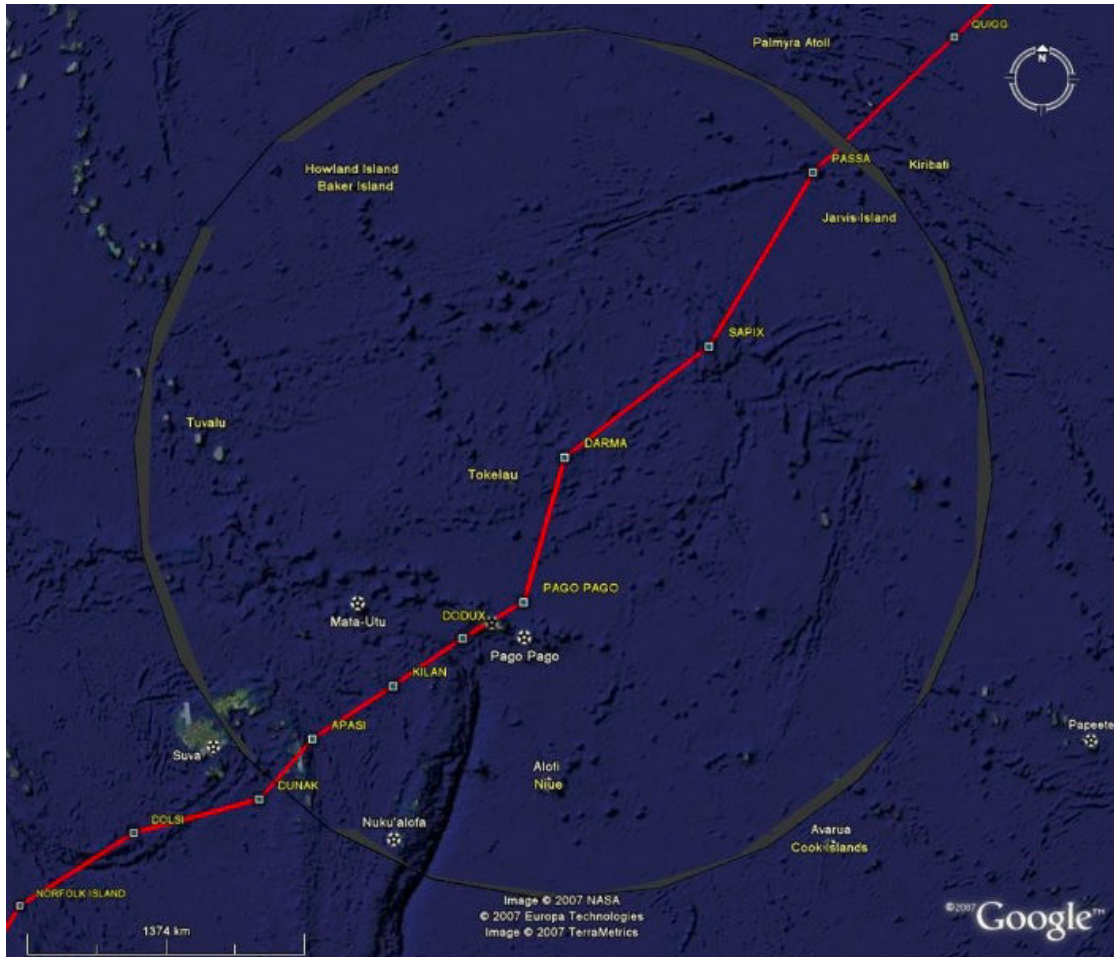 QUIGG
Palmyra Atoll
N
PASSA
Kiribati
Howland Island
Baker Island
Jarvis Island
SAPIX
Tuvalu
DARMA
Tokelau
PAGO PAGO
DODUX
Mata-Utu
Pago Pago
KILAN
APASI
Suva
Papeete
Alofi
Niue
DUNAK
DOLSI
Nuku'alofa
Avarua
Cook Islands
NORFOLK ISLAND
Image © 2007 NASA
© 2007 Europa Technologies
Image © 2007 TerraMetrics
©2007 Google™
1374 km